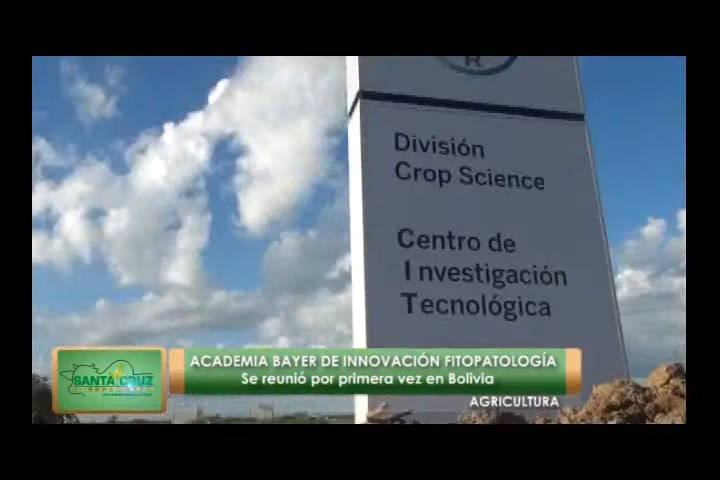 R
División
Crop Science
Centro de
Investigación
Tecnológica
SANTA CRUZ
ACADEMIA BAYER DE INNOVACIÓN FITOPATOLOGÍA
Se reunió por primera vez en Bolivia
AGRICULTURA